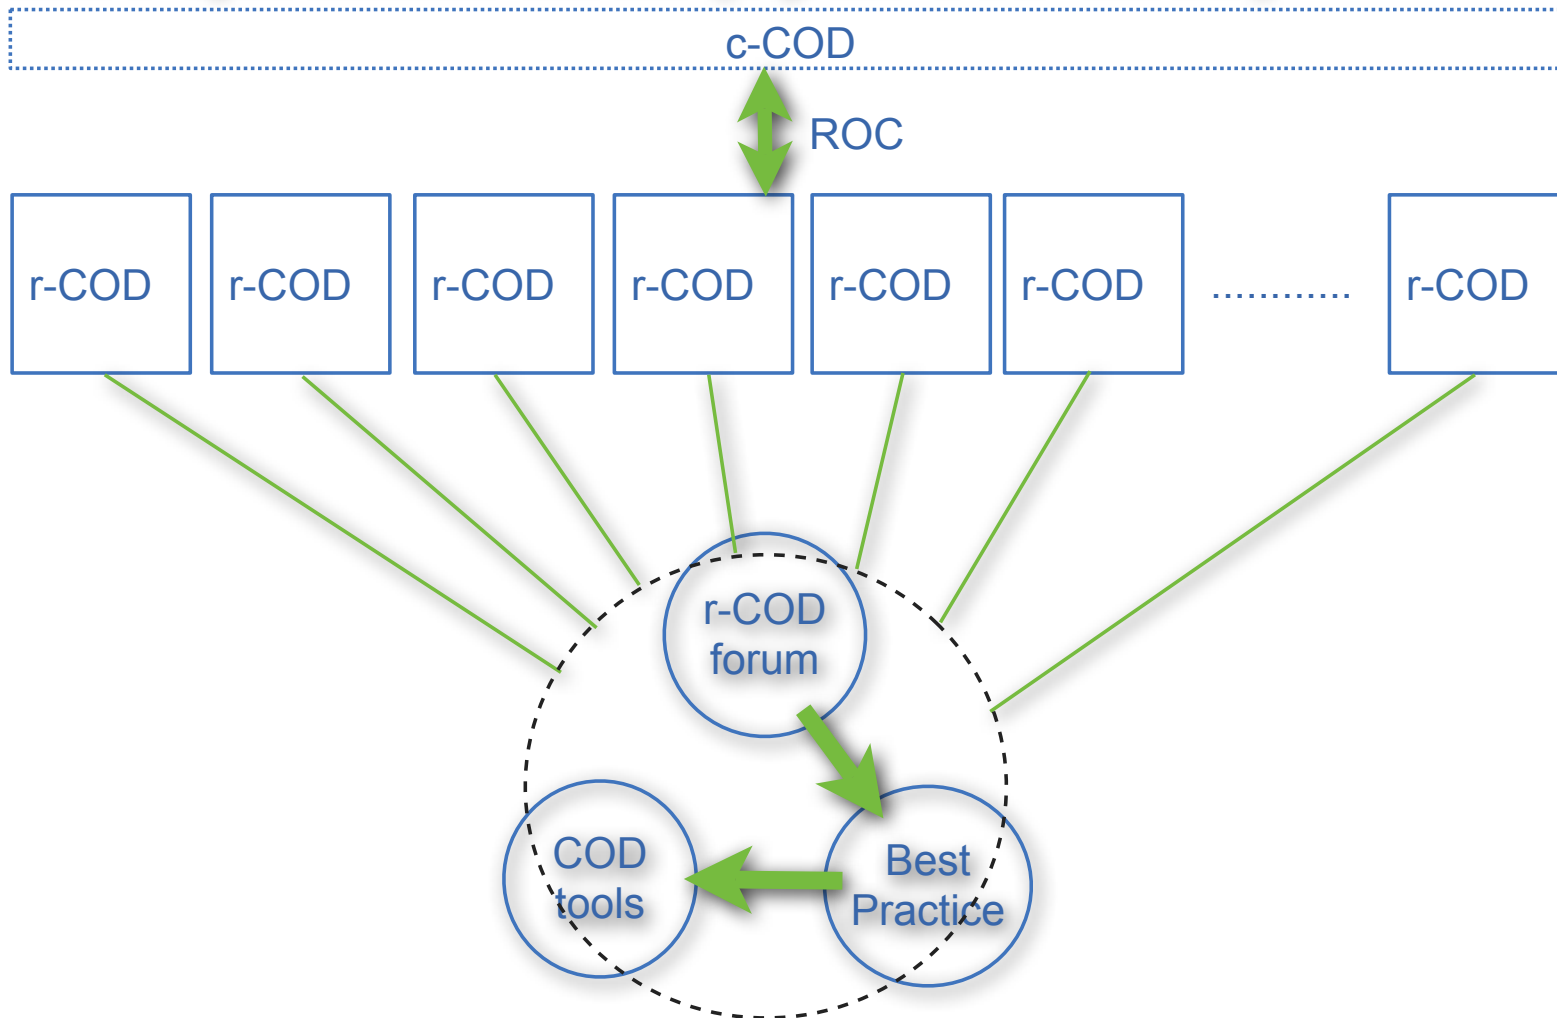 c-COD
ROC
r-COD r-COD r-COD r-COD r-COD r-COD ............ r-COD
r-COD
forum
COD
tools
Best
Practice